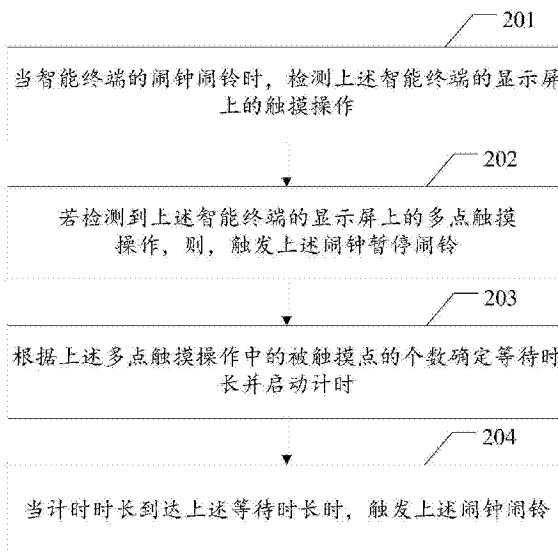 201
当智能终端的闹钟闹铃时，检测上述智能终端的显示屏
上的触摸操作
202
若检测到上述智能终端的显示屏上的多点触摸
操作，则，触发上述闹钟暂停闹铃
203
根据上述多点触摸操作中的被触摸点的个数确定等待时
长并启动计时
204
当计时时长到达上述等待时长时，触发上述闹钟闹铃